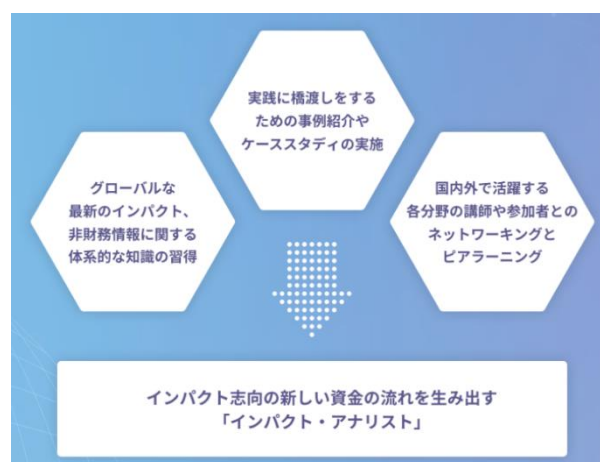 実践に橋渡しをする
ための事例紹介や
ケーススタディの実施
グローバルな
最新のインパクト、
非財務情報に関する
体系的な知識の習得
国内外で活躍する
各分野の講師や参加者との
ネットワーキングと
ピアラーニング
インパクト志向の新しい資金の流れを生み出す
「インパクト・アナリスト」